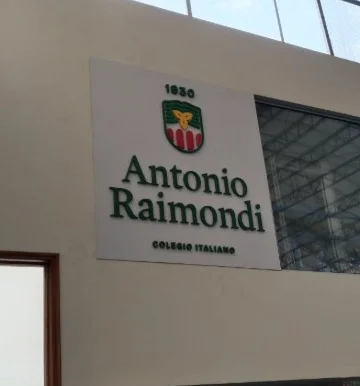 1930
Antonio
Raimondi
COLEGIO ITALIANO